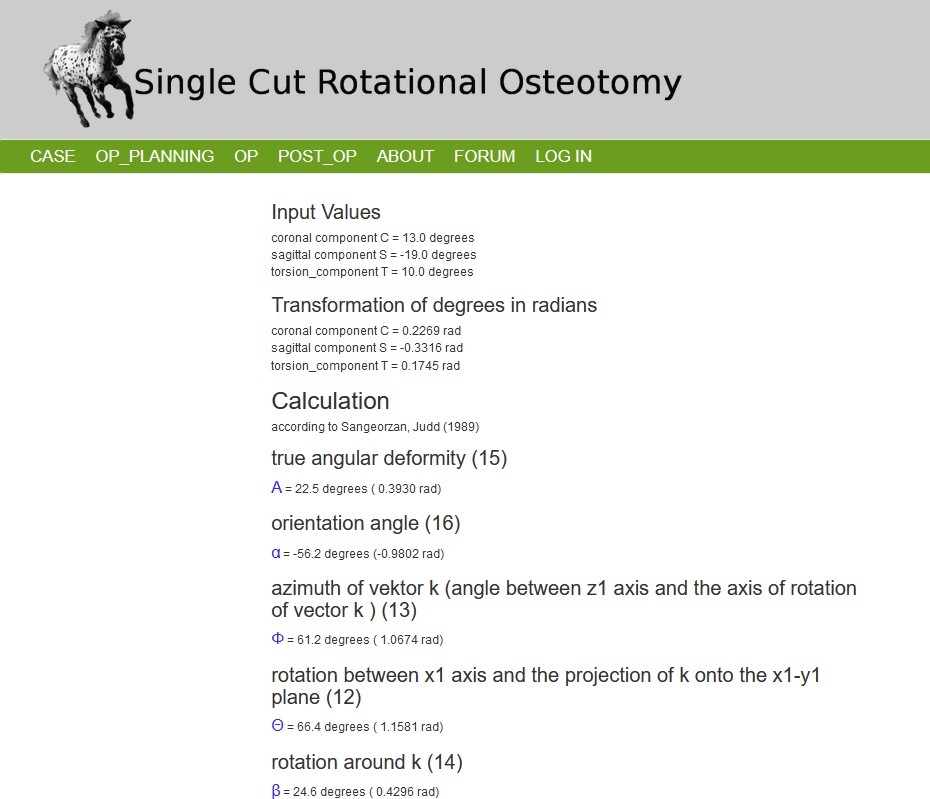 Single Cut Rotational Osteotomy
CASE OP_PLANNING OP POST_OP ABOUT FORUM LOG IN
Input Values
coronal component C = 13.0 degrees
sagittal component S = -19.0 degrees
torsion_component T = 10.0 degrees
Transformation of degrees in radians
coronal component C = 0.2269 rad
sagittal component S = -0.3316 rad
torsion_component T = 0.1745 rad
Calculation
according to Sangeorzan, Judd (1989)
true angular deformity (15)
A = 22.5 degrees ( 0.3930 rad)
orientation angle (16)
α = -56.2 degrees (-0.9802 rad)
azimuth of vektor k (angle between z1 axis and the axis of rotation
of vector k ) (13)
Φ = 61.2 degrees ( 1.0674 rad)
rotation between x1 axis and the projection of k onto the x1-y1
plane (12)
Θ = 66.4 degrees ( 1.1581 rad)
rotation around k (14)
β = 24.6 degrees ( 0.4296 rad)